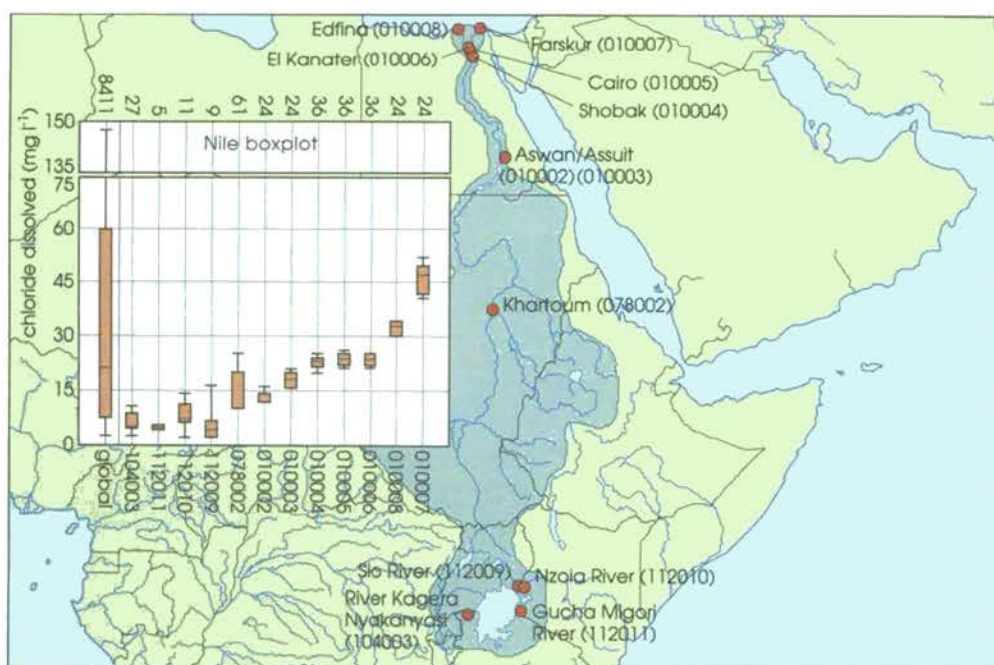 Edfina (010008)
Farskur (010007)
El Kanater (010006)
Cairo (010005)
Shobak (010004)
Aswan/Assuit
(010002) (010003)
Khartoum (078002)
Sio River (112009)
Nzoia River (112010)
River Kagera
Nyakanyasi
(104003)
Gucha Migori
River (112011)
Nile boxplot
chloride dissolved (mg l⁻¹)
8411
27
5
11
9
61
24
24
36
36
36
24
24
150
135
75
60
45
30
15
0
global
104003
112011
112010
112009
078002
010002
010003
010004
010005
010006
010008
010007